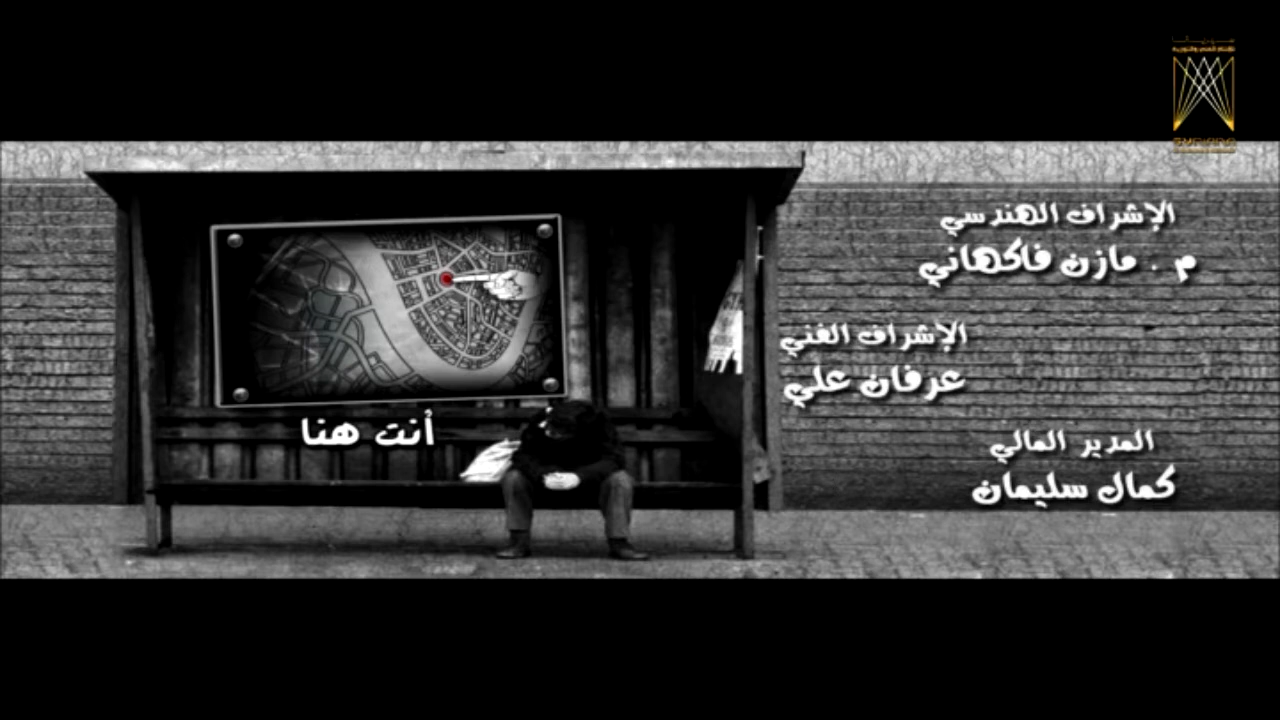 الإشراف الهندسي
م . مازن فاكهاني
الإشراف الفني
عرفان علي
المدير المالي
كمال سليمان
أنت هنا